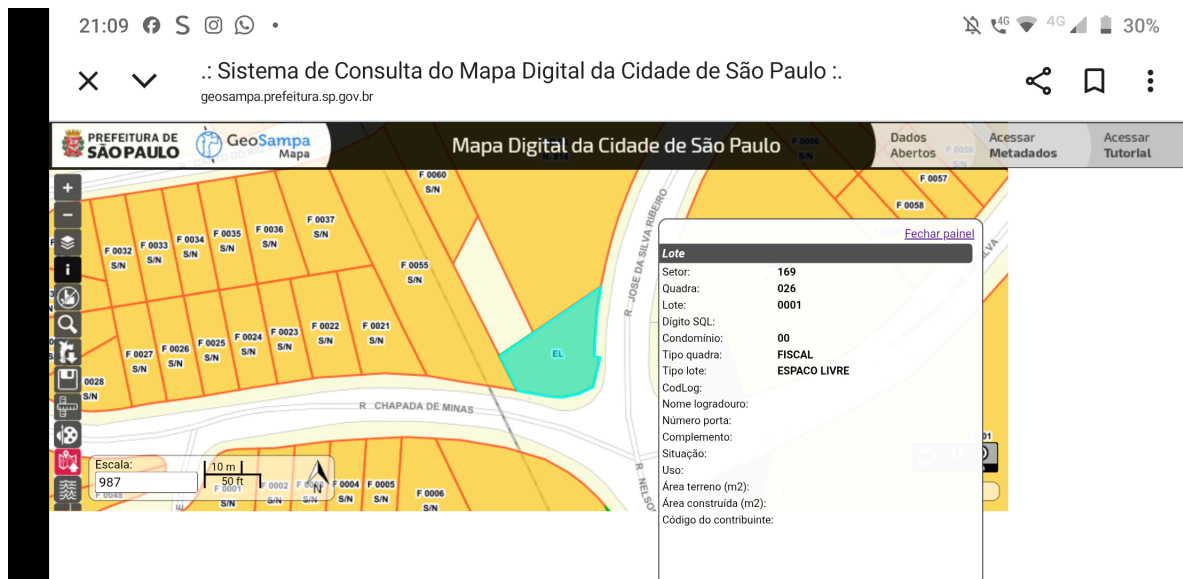 21:09
4G
4G
30%
.: Sistema de Consulta do Mapa Digital da Cidade de São Paulo :.
geosampa.prefeitura.sp.gov.br
PREFEITURA DE
SÃO PAULO
GeoSampa
Mapa
Mapa Digital da Cidade de São Paulo
Dados
Abertos
Acessar
Metadados
Acessar
Tutorial
F 0060
S/N
F 0057
F 0058
F 0056
F 0032
S/N
F 0033
S/N
F 0034
S/N
F 0035
S/N
F 0036
S/N
F 0037
S/N
F 0055
S/N
R. JOSE DA SILVA RIBEIRO
Fechar painel
Lote
Setor: 169
Quadra: 026
Lote: 0001
Dígito SQL:
Condomínio: 00
Tipo quadra: FISCAL
Tipo lote: ESPACO LIVRE
CodLog:
Nome logradouro:
Número porta:
Complemento:
Situação:
Uso:
Área terreno (m2):
Área construída (m2):
Código do contribuinte:
F 0027
S/N
F 0026
S/N
F 0025
S/N
F 0024
S/N
F 0023
S/N
F 0022
S/N
F 0021
S/N
EL
0028
S/N
R CHAPADA DE MINAS
Escala:
987
10 m
50 ft
N
F 0048
F 0001
S/N
F 0002
S/N
S/N
F 0004
S/N
F 0005
S/N
F 0006
S/N
R. NELSO